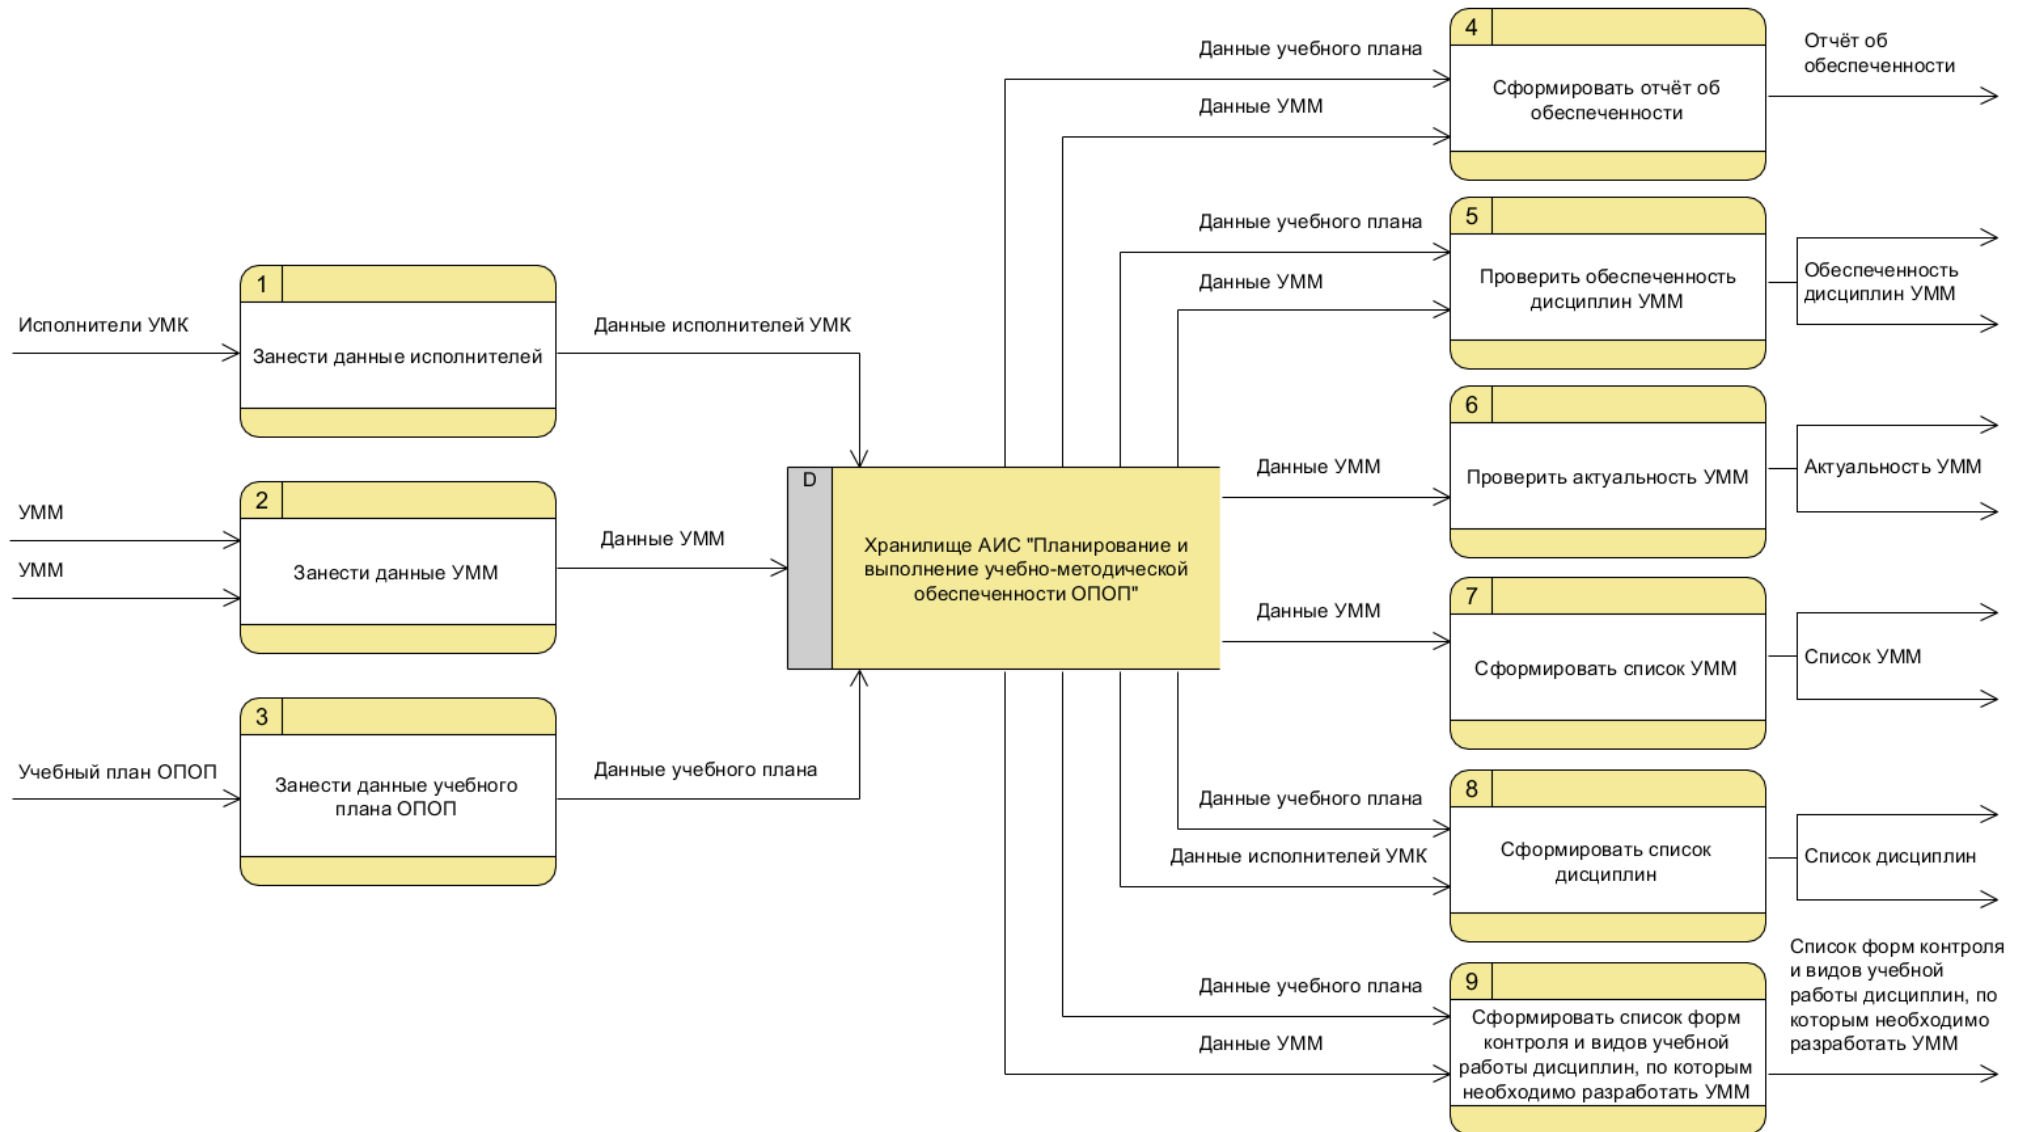 1
Исполнители УМК
Занести данные исполнителей
Данные исполнителей УМК
2
УММ
УММ
Занести данные УММ
Данные УММ
3
Учебный план ОПОП
Занести данные учебного
плана ОПОП
Данные учебного плана
D
Хранилище АИС "Планирование и
выполнение учебно-методической
обеспеченности ОПОП"
Данные учебного плана
Данные УММ
4
Сформировать отчёт об
обеспеченности
Отчёт об
обеспеченности
Данные учебного плана
Данные УММ
5
Проверить обеспеченность
дисциплин УММ
Обеспеченность
дисциплин УММ
Данные УММ
6
Проверить актуальность УММ
Актуальность УММ
Данные УММ
7
Сформировать список УММ
Список УММ
Данные учебного плана
Данные исполнителей УМК
8
Сформировать список
дисциплин
Список дисциплин
Данные учебного плана
Данные УММ
9
Сформировать список форм
контроля и видов учебной
работы дисциплин, по которым
необходимо разработать УММ
Список форм контроля
и видов учебной
работы дисциплин, по
которым необходимо
разработать УММ